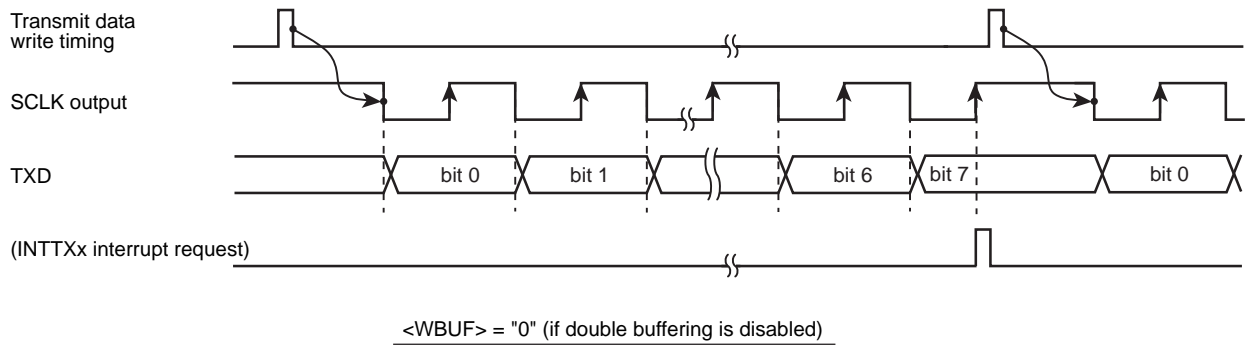 Transmit data
write timing
SCLK output
TXD
bit 0
bit 1
bit 6
bit 7
bit 0
(INTTXx interrupt request)
<WBUF> = "0" (if double buffering is disabled)